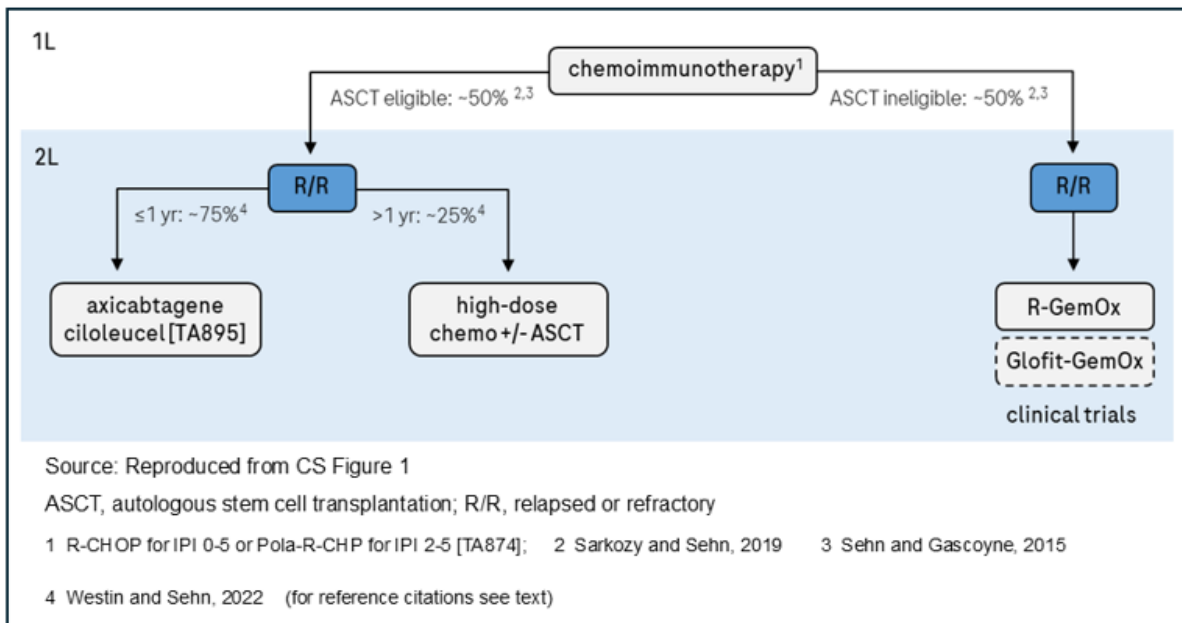 1L
chemoimmunotherapy¹
ASCT eligible: ~50% ²,³
ASCT ineligible: ~50% ²,³
2L
R/R
R/R
≤1 yr: ~75%⁴
>1 yr: ~25%⁴
axicabtagene
ciloleucel[TA895]
high-dose
chemo +/- ASCT
R-GemOx
Glofit-GemOx
clinical trials
Source: Reproduced from CS Figure 1
ASCT, autologous stem cell transplantation; R/R, relapsed or refractory
1 R-CHOP for IPI 0-5 or Pola-R-CHP for IPI 2-5 [TA874]; 2 Sarkozy and Sehn, 2019 3 Sehn and Gascoyne, 2015
4 Westin and Sehn, 2022 (for reference citations see text)